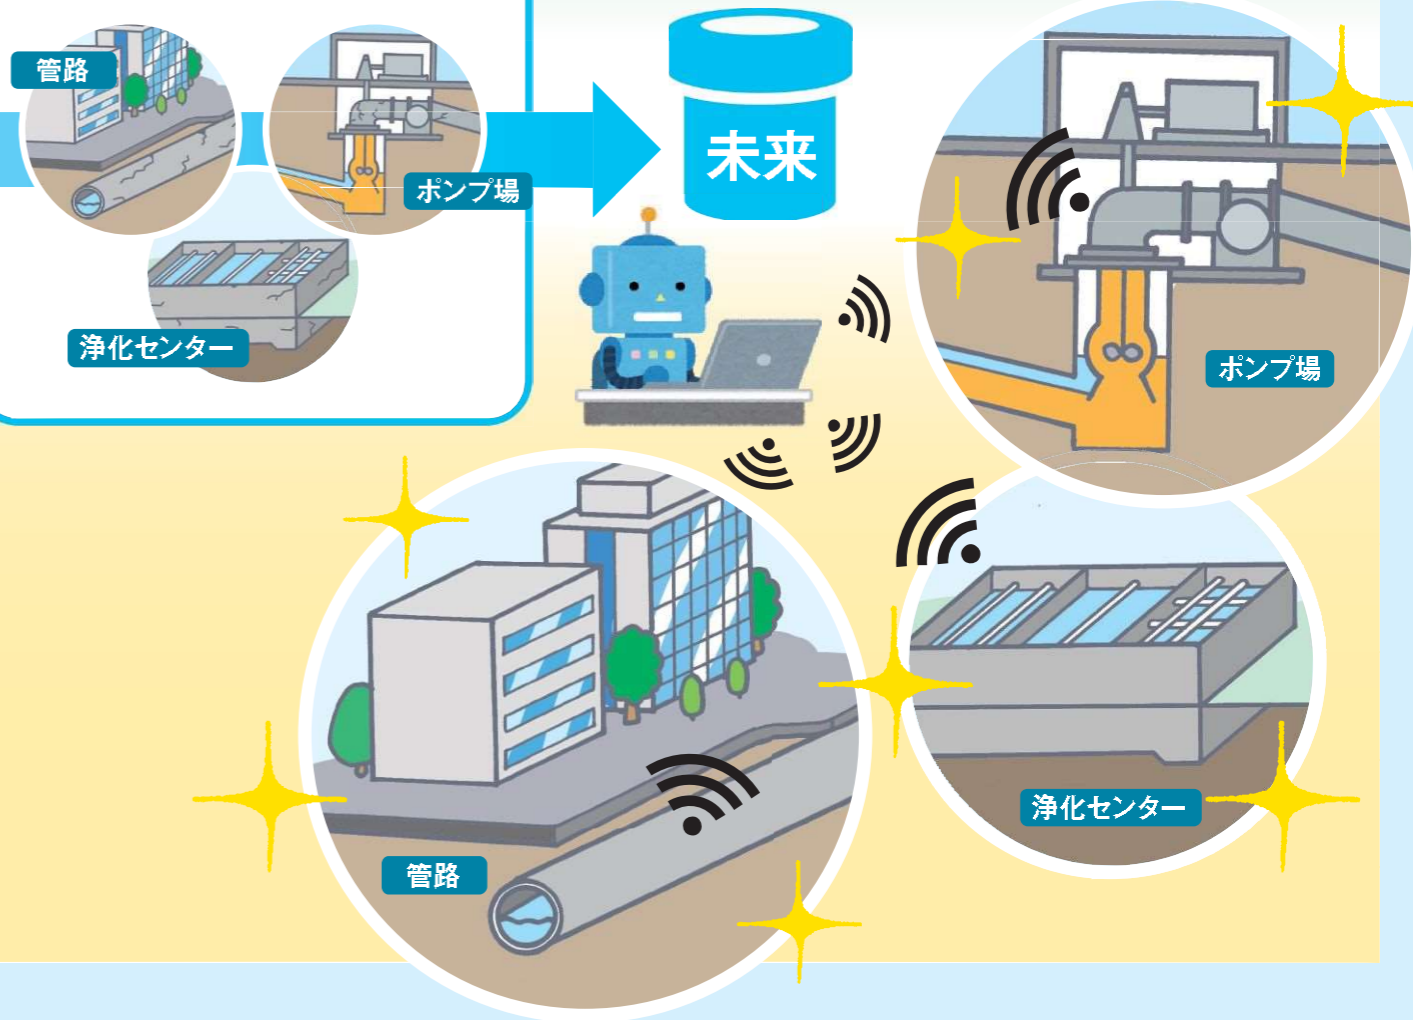 管路
ポンプ場
浄化センター
未来
ポンプ場
浄化センター
管路